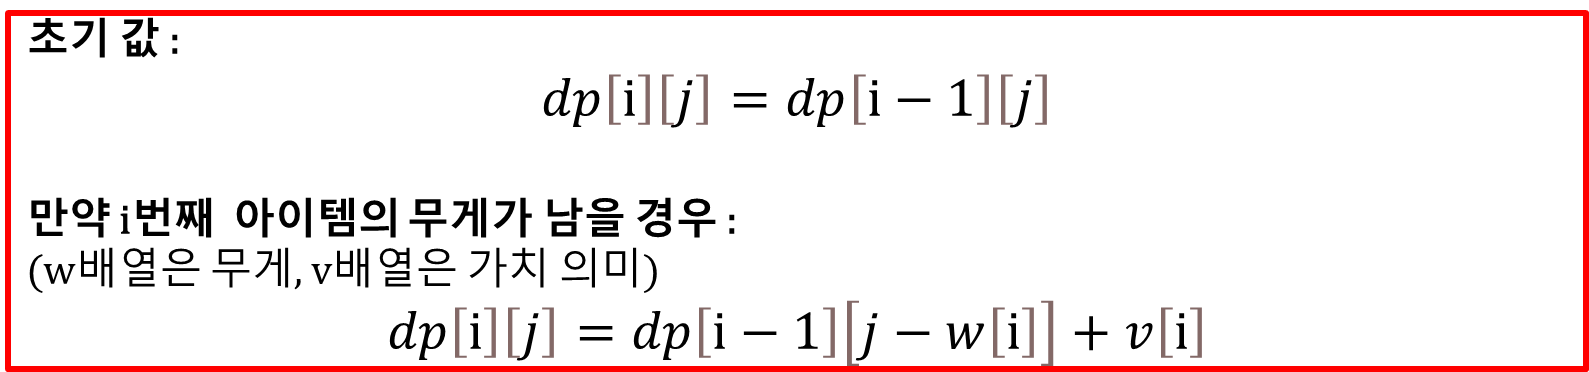 초기 값 :
dp[i][j] = dp[i − 1][j]
만약 i번째 아이템의 무게가 남을 경우 :
(w배열은 무게, v배열은 가치 의미)
dp[i][j] = dp[i − 1][j − w[i]] + v[i]